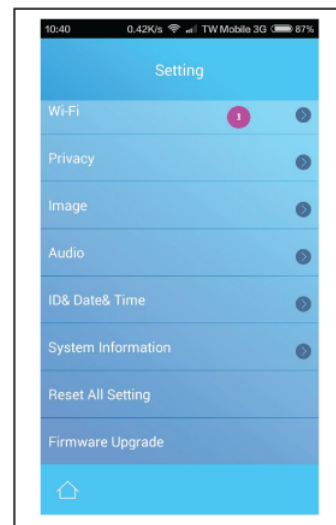 10:40 0.42K/s TW Mobile 3G 87%
Setting
Wi-Fi 1
Privacy
Image
Audio
ID& Date& Time
System Information
Reset All Setting
Firmware Upgrade